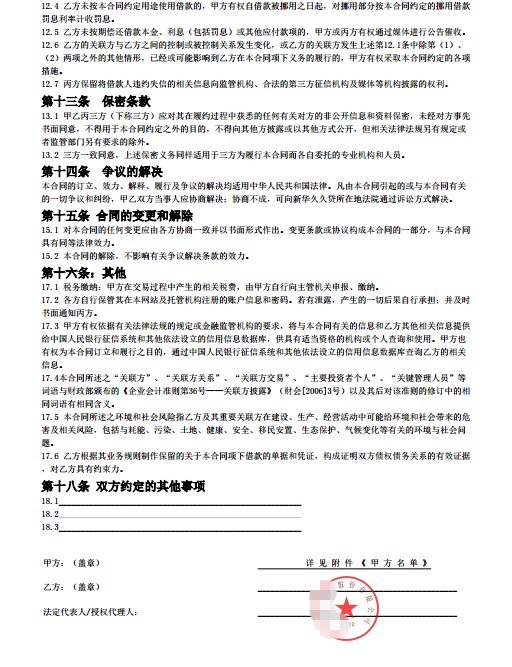 12.4 乙方未按本合同约定用途使用借款的，甲方有权自借款被挪用之日起，对挪用部分按本合同约定的挪用借款
罚息利率计收罚息。
12.5 乙方未按期偿还借款本金、利息（包括罚息）或其他应付款项的，甲方或丙方有权通过媒体进行公告催收。
12.6 乙方的关联方与乙方之间的控制或被控制关系发生变化，或乙方的关联方发生上述第12.1条中除第（1）、
（2）两项之外的其他情形，已经或可能影响到乙方在本合同项下义务的履行的，甲方有权采取本合同约定的各项
措施。
12.7 丙方保留将借款人违约失信的相关信息向监管机构、合法的第三方征信机构及媒体等机构披露的权利。
第十三条 保密条款
13.1 甲乙丙三方（下称三方）应对其在履约过程中获悉的任何有关对方的非公开信息和资料保密，未经对方事先
书面同意，不得用于本合同约定之外的目的，不得向其他方披露或以其他方式公开，但相关法律法规另有规定或
者监管部门另有要求的除外。
13.2 三方一致同意，上述保密义务同样适用于三方为履行本合同而各自委托的专业机构和人员。
第十四条 争议的解决
本合同的订立、效力、解释、履行及争议的解决均适用中华人民共和国法律。凡由本合同引起的或与本合同有关
的一切争议和纠纷，甲乙双方当事人应协商解决；协商不成，可向新华久久贷所在地法院通过诉讼方式解决。
第十五条 合同的变更和解除
15.1 对本合同的任何变更应由各方协商一致并以书面形式作出。变更条款或协议构成本合同的一部分，与本合同
具有同等法律效力。
15.2 本合同的解除，不影响有关争议解决条款的效力。
第十六条：其他
17.1 税务缴纳：甲方在交易过程中产生的相关税费，由甲方自行向主管机关申报、缴纳。
17.2 各方自行保管其在本网站及托管机构注册的账户信息和密码。若有泄露，产生的一切后果自行承担；并及时
书面通知丙方。
17.3 甲方有权依据有关法律法规的规定或金融监管机构的要求，将与本合同有关的信息和乙方其他相关信息提供
给中国人民银行征信系统和其他依法设立的信用信息数据库，供具有适当资格的机构或个人查询和使用。甲方也
有权为本合同订立和履行之目的，通过中国人民银行征信系统和其他依法设立的信用信息数据库查询乙方的相关
信息。
17.4本合同所述之“关联方”、“关联方关系”、“关联方交易”、“主要投资者个人”、“关键管理人员”等
词语与财政部颁布的《企业会计准则第36号——关联方披露》（财会[2006]3号）以及其后对该准则的修订中的相
同词语有相同含义。
17.5 本合同所述之环境和社会风险指乙方及其重要关联方在建设、生产、经营活动中可能给环境和社会带来的危
害及相关风险，包括与耗能、污染、土地、健康、安全、移民安置、生态保护、气候变化等有关的环境与社会问
题。
17.6 乙方根据其业务规则制作保留的关于本合同项下借款的单据和凭证，构成证明双方债权债务关系的有效证据
，对乙方具有约束力。
第十八条 双方约定的其他事项
18.1
18.2
18.3
甲方：（盖章） 详见附件《甲方名单》
乙方：（盖章）
法定代表人/授权代理人：